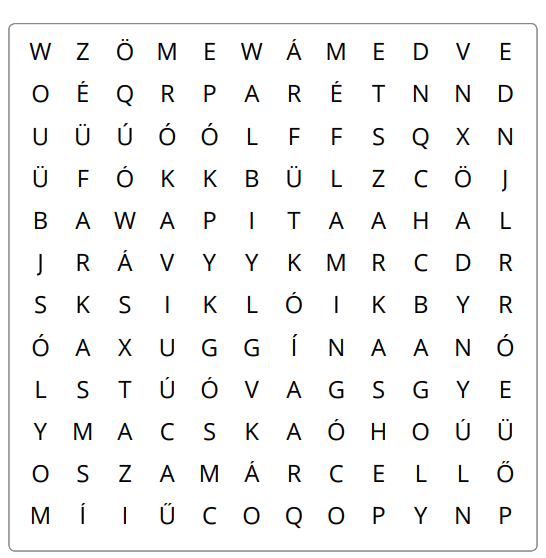 W Z Ö M E W Á M E D V E
O É Q R P A R É T N N D
U Ü Ú Ó Ó L F F S Q X N
Ü F Ó K K B Ü L Z C Ö J
B A W A P I T A A H A L
J R Á V Y Y K M R C D R
S K S I K L Ó I K B Y R
Ó A X U G G Í N A A N Ó
L S T Ú Ó V A G S G Y E
Y M A C S K A Ó H O Ú Ü
O S Z A M Á R C E L L Ő
M Í I Ű C O Q O P Y N P